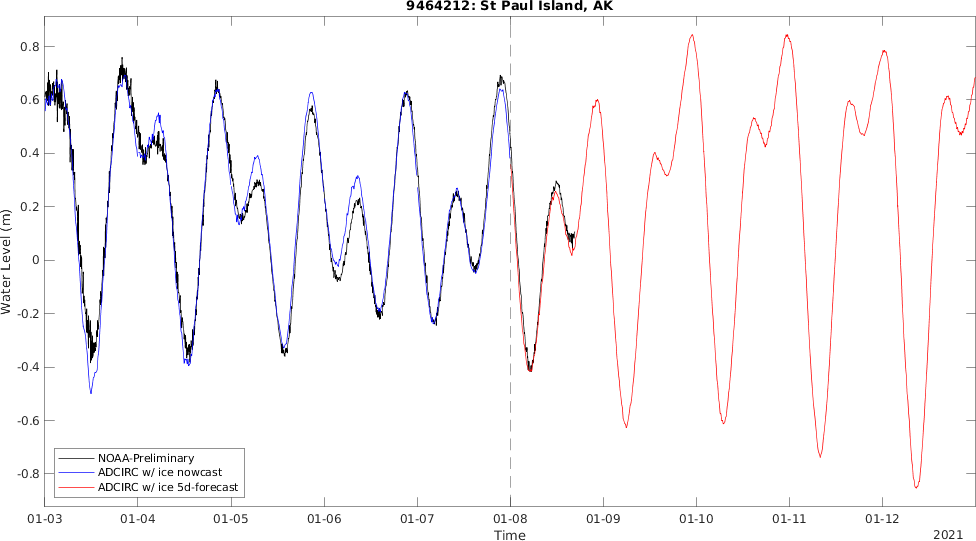 9464212: St Paul Island, AK
Water Level (m)
0.8
0.6
0.4
0.2
0
-0.2
-0.4
-0.6
-0.8
NOAA-Preliminary
ADCIRC w/ ice nowcast
ADCIRC w/ ice 5d-forecast
01-03 01-04 01-05 01-06 01-07 01-08 01-09 01-10 01-11 01-12
Time
2021